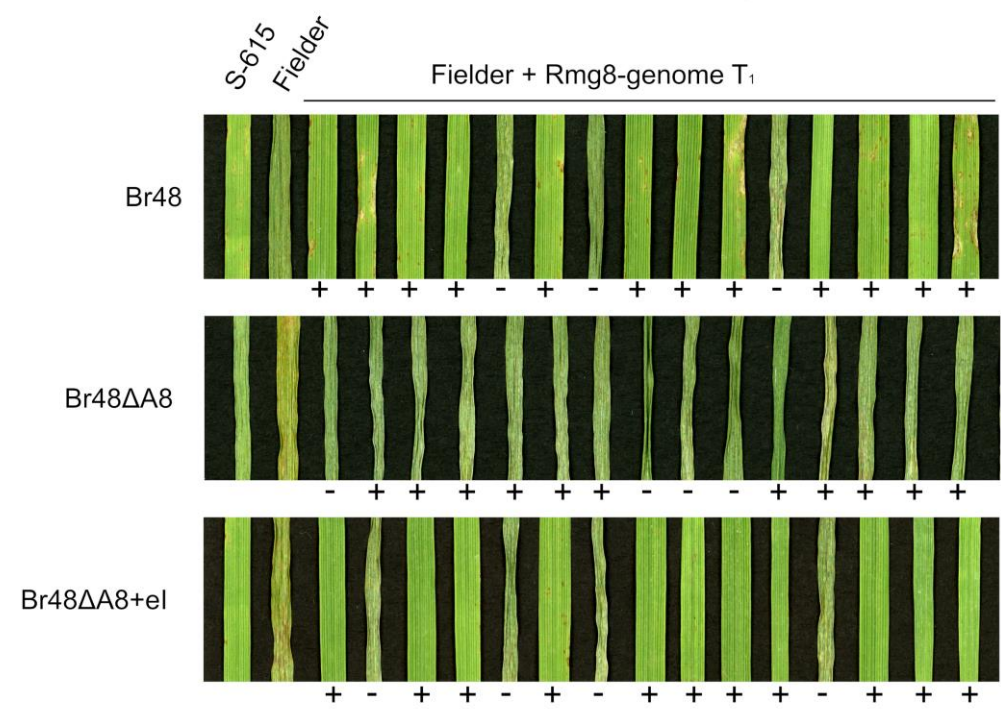 S-615 Fielder
Fielder + Rmg8-genome T1
Br48
+ + + + - + - + + + - + + + +
Br48ΔA8
- + + + + + + - - - + + + + +
Br48ΔA8+eI
+ - + + - + - + + + + - + + +